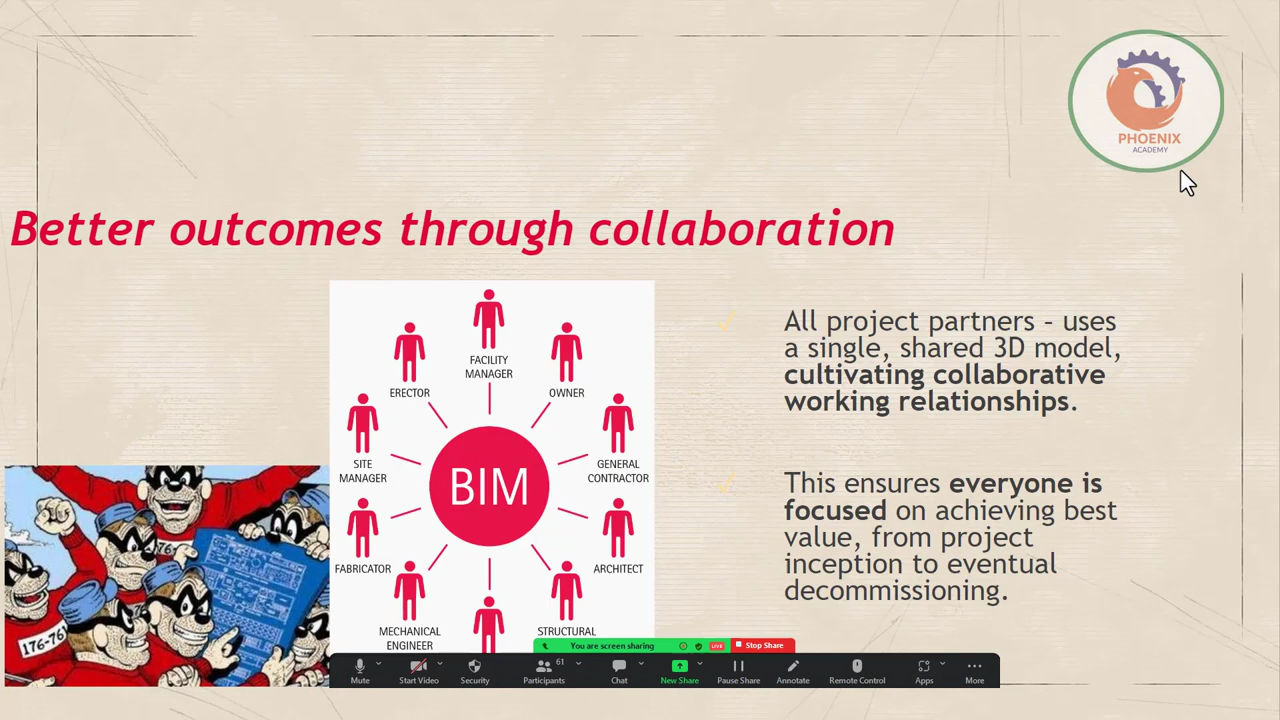 PHOENIX
ACADEMY
Better outcomes through collaboration
FACILITY
MANAGER
ERECTOR
OWNER
SITE
MANAGER
GENERAL
CONTRACTOR
BIM
FABRICATOR
ARCHITECT
MECHANICAL
ENGINEER
STRUCTURAL
All project partners – uses
a single, shared 3D model,
cultivating collaborative
working relationships.
This ensures everyone is
focused on achieving best
value, from project
inception to eventual
decommissioning.
176-761
You are screen sharing
LIVE
Stop Share
Mute
Start Video
Security
Participants
61
Chat
New Share
Pause Share
Annotate
Remote Control
Apps
More